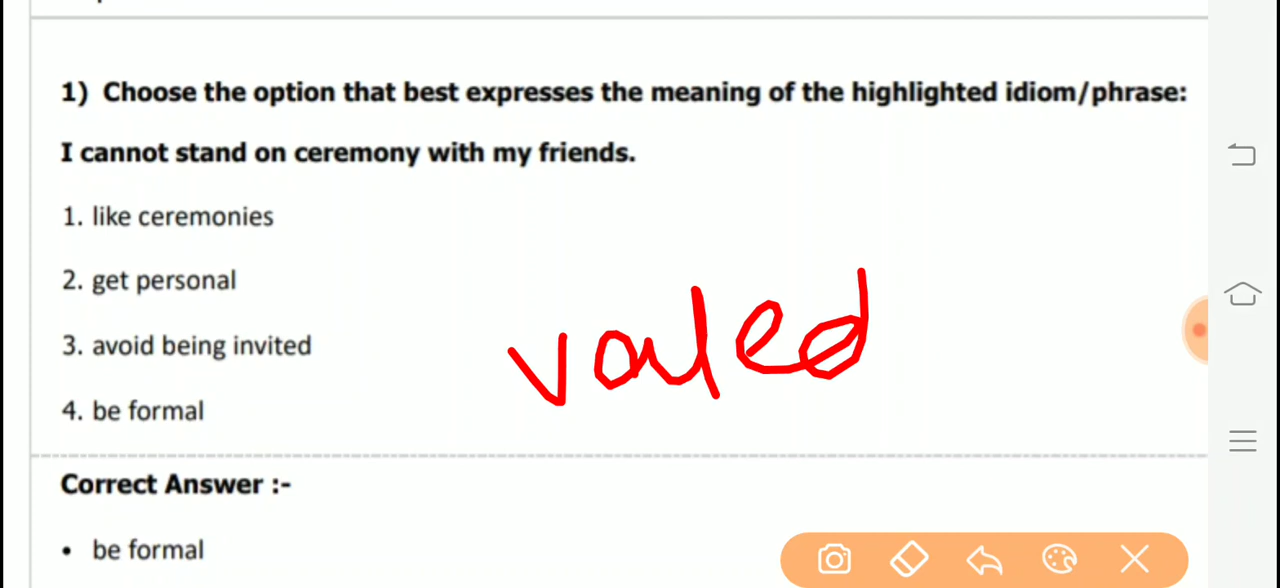 1) Choose the option that best expresses the meaning of the highlighted idiom/phrase:
I cannot stand on ceremony with my friends.
1. like ceremonies
2. get personal
3. avoid being invited
4. be formal
valed
Correct Answer :-
• be formal